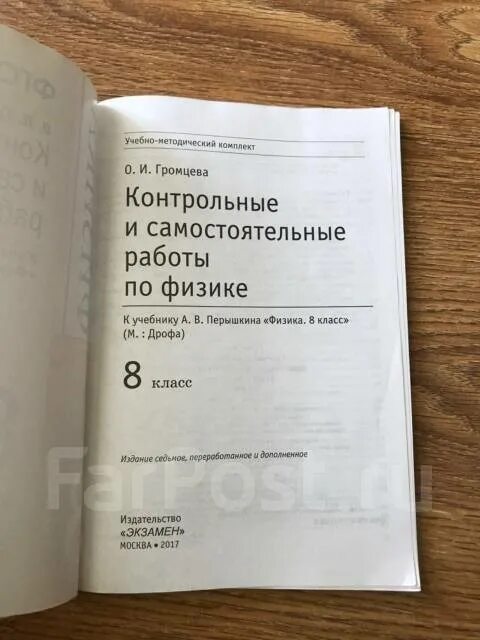 Учебно-методический комплект
О. И. Громцева
Контрольные
и самостоятельные
работы
по физике
К учебнику А. В. Перышкина «Физика. 8 класс»
(М. : Дрофа)
8 класс
Издание седьмое, переработанное и дополненное
FarPost.ru
Издательство
«ЭКЗАМЕН»
МОСКВА • 2017